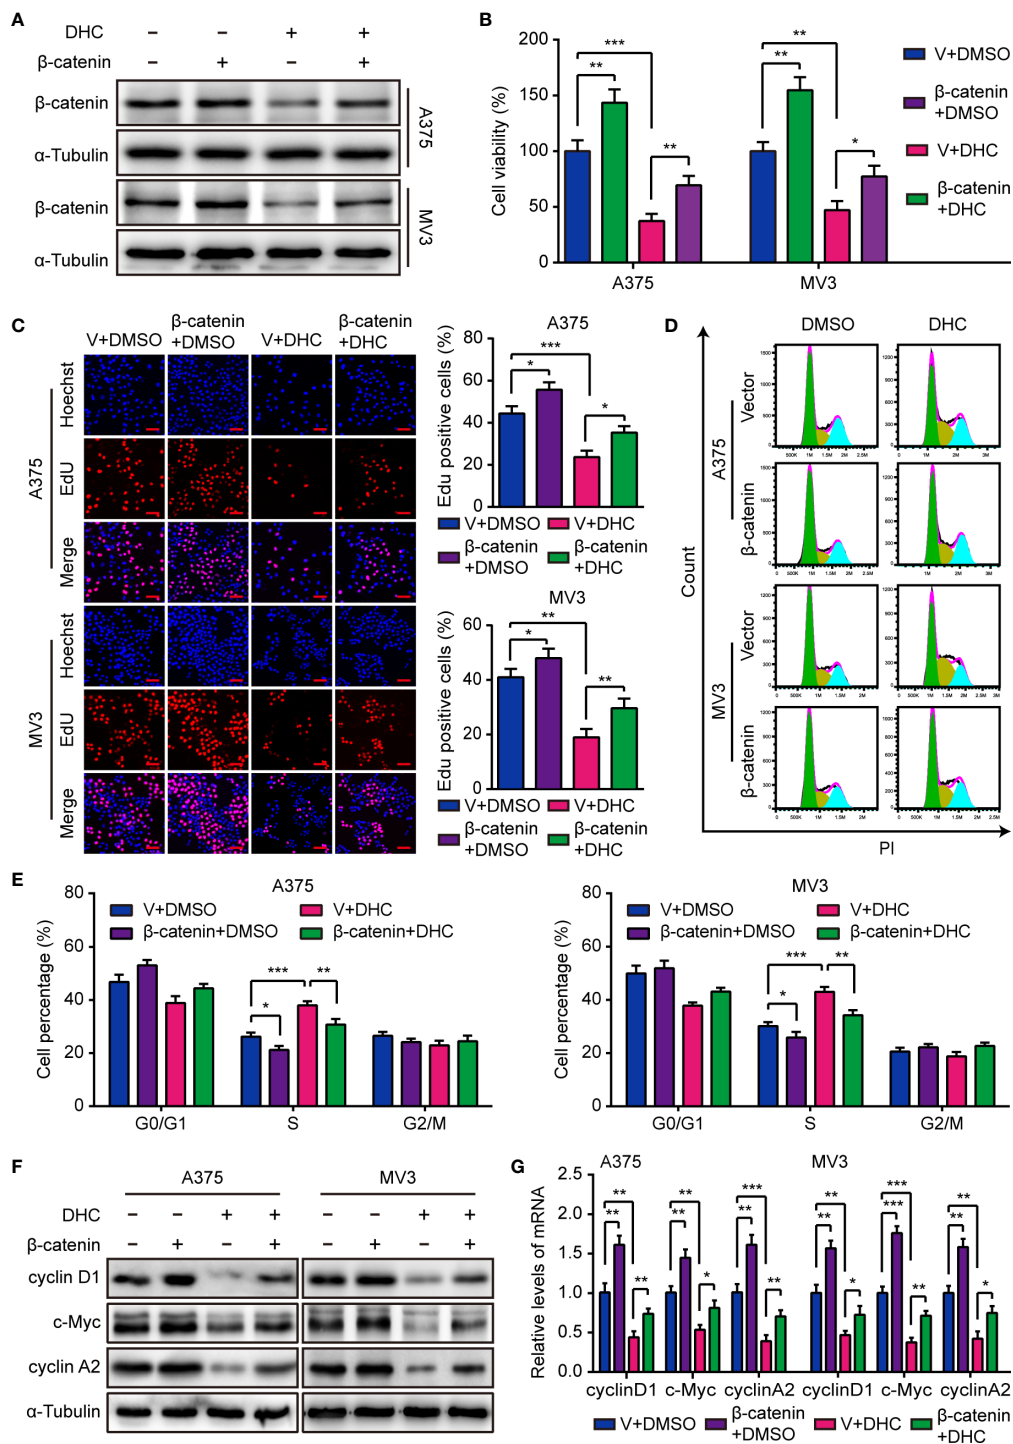 A
DHC − − + +
β-catenin − + − +
β-catenin
α-Tubulin
A375
β-catenin
α-Tubulin
MV3
B
Cell viability (%)
200
150
100
50
0
*** ** **
** ** *
A375 MV3
V+DMSO
β-catenin
+DMSO
V+DHC
β-catenin
+DHC
C
V+DMSO β-catenin +DMSO V+DHC β-catenin +DHC
A375
Hoechst
EdU
Merge
MV3
Hoechst
EdU
Merge
A375
Edu positive cells (%)
80
60
40
20
0
***
*
*
V+DMSO V+DHC
β-catenin +DMSO β-catenin +DHC
MV3
Edu positive cells (%)
60
40
20
0
**
*
**
V+DMSO V+DHC
β-catenin +DMSO β-catenin +DHC
D
DMSO DHC
A375
Vector
β-catenin
MV3
Vector
β-catenin
Count
PI
E
A375
Cell percentage (%)
80
60
40
20
0
V+DMSO V+DHC
β-catenin+DMSO β-catenin+DHC
*** **
*
G0/G1 S G2/M
MV3
Cell percentage (%)
80
60
40
20
0
V+DMSO V+DHC
β-catenin+DMSO β-catenin+DHC
*** **
*
G0/G1 S G2/M
F
A375 MV3
DHC − − + + − − + +
β-catenin − + − + − + − +
cyclin D1
c-Myc
cyclin A2
α-Tubulin
G
A375 MV3
Relative levels of mRNA
2.5
2.0
1.5
1.0
0.5
0.0
** ** *** ** *** **
** ** ** ** *** **
** * ** * ** *
cyclinD1 c-Myc cyclinA2 cyclinD1 c-Myc cyclinA2
V+DMSO β-catenin +DMSO V+DHC β-catenin +DHC